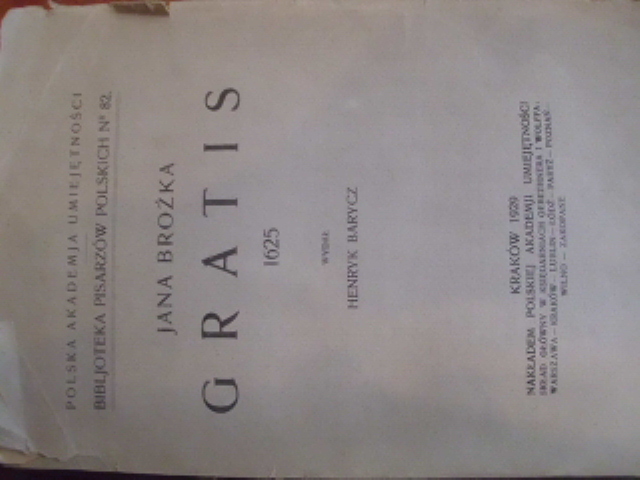 POLSKA AKADEMJA UMIEJĘTNOŚCI
BIBLJOTEKA PISARZÓW POLSKICH Nº 82.
JANA BROŻKA
GRATIS
1625
WYDAŁ
HENRYK BARYCZ
KRAKÓW 1929
NAKŁADEM POLSKIEJ AKADEMJI UMIEJĘTNOŚCI
SKŁAD GŁÓWNY W KSIĘGARNIACH GEBETHNERA I WOLFFA:
WARSZAWA — KRAKÓW — LUBLIN — ŁÓDŹ — PARYŻ — POZNAŃ —
WILNO — ZAKOPANE